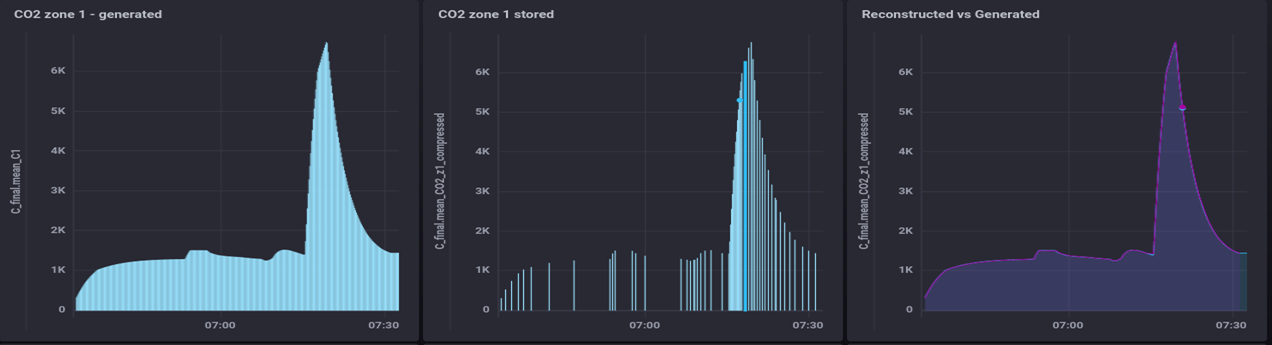 CO2 zone 1 - generated
C_final.mean_C1
6K
5K
4K
3K
2K
1K
0
07:00
07:30
CO2 zone 1 stored
C_final.mean_CO2_z1_compressed
6K
5K
4K
3K
2K
1K
0
07:00
07:30
Reconstructed vs Generated
C_final.mean_CO2_z1_compressed
6K
5K
4K
3K
2K
1K
0
07:00
07:30